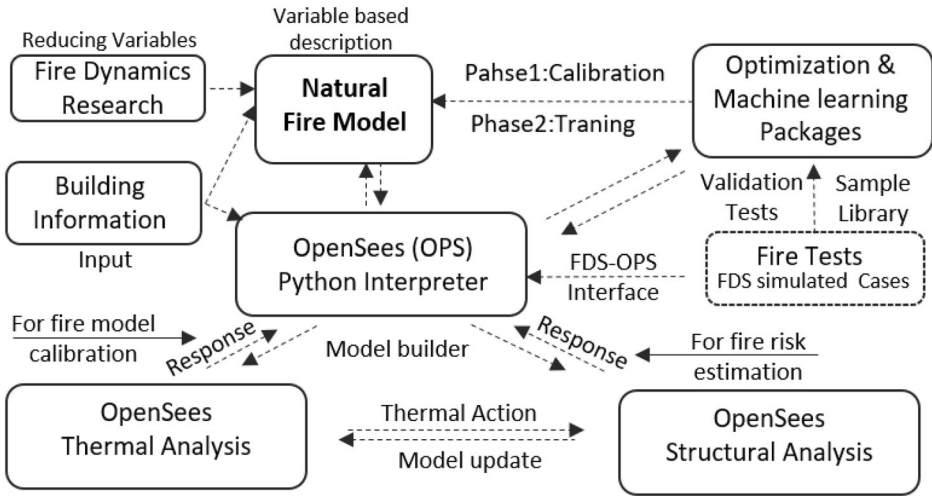 Variable based
description
Reducing Variables
Fire Dynamics
Research
Natural
Fire Model
Pahse1:Calibration
Phase2:Traning
Optimization &
Machine learning
Packages
Building
Information
Input
Validation
Tests
Sample
Library
OpenSees (OPS)
Python Interpreter
FDS-OPS
Interface
Fire Tests
FDS simulated Cases
For fire model
calibration
Response
Model builder
Response
For fire risk
estimation
OpenSees
Thermal Analysis
Thermal Action
Model update
OpenSees
Structural Analysis